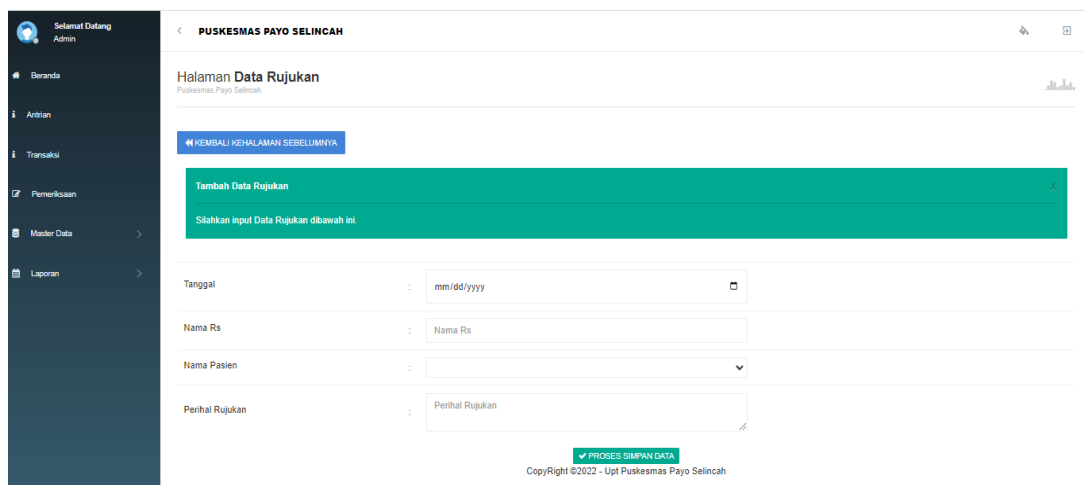 Selamat Datang
Admin
Beranda
Antrian
Transaksi
Pemeriksaan
Master Data
Laporan
PUSKESMAS PAYO SELINCAH
Halaman Data Rujukan
Puskesmas Payo Selincah
KEMBALI KEHALAMAN SEBELUMNYA
Tambah Data Rujukan X
Silahkan input Data Rujukan dibawah ini.
Tanggal : mm/dd/yyyy
Nama Rs : Nama Rs
Nama Pasien :
Perihal Rujukan : Perihal Rujukan
PROSES SIMPAN DATA
CopyRight ©2022 - Upt Puskesmas Payo Selincah